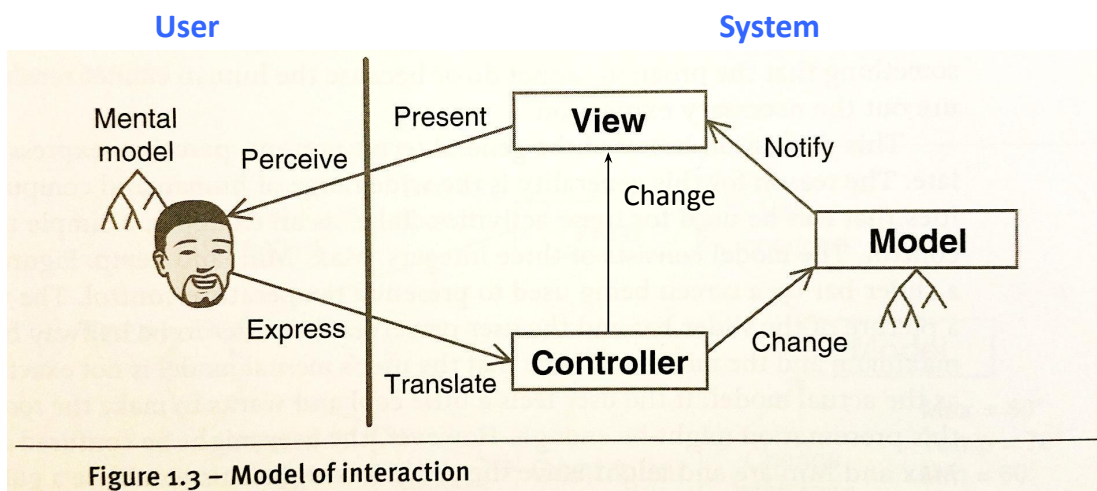 User
System
Mental
model
Perceive
Present
View
Notify
Change
Model
Express
Translate
Controller
Change
Figure 1.3 – Model of interaction